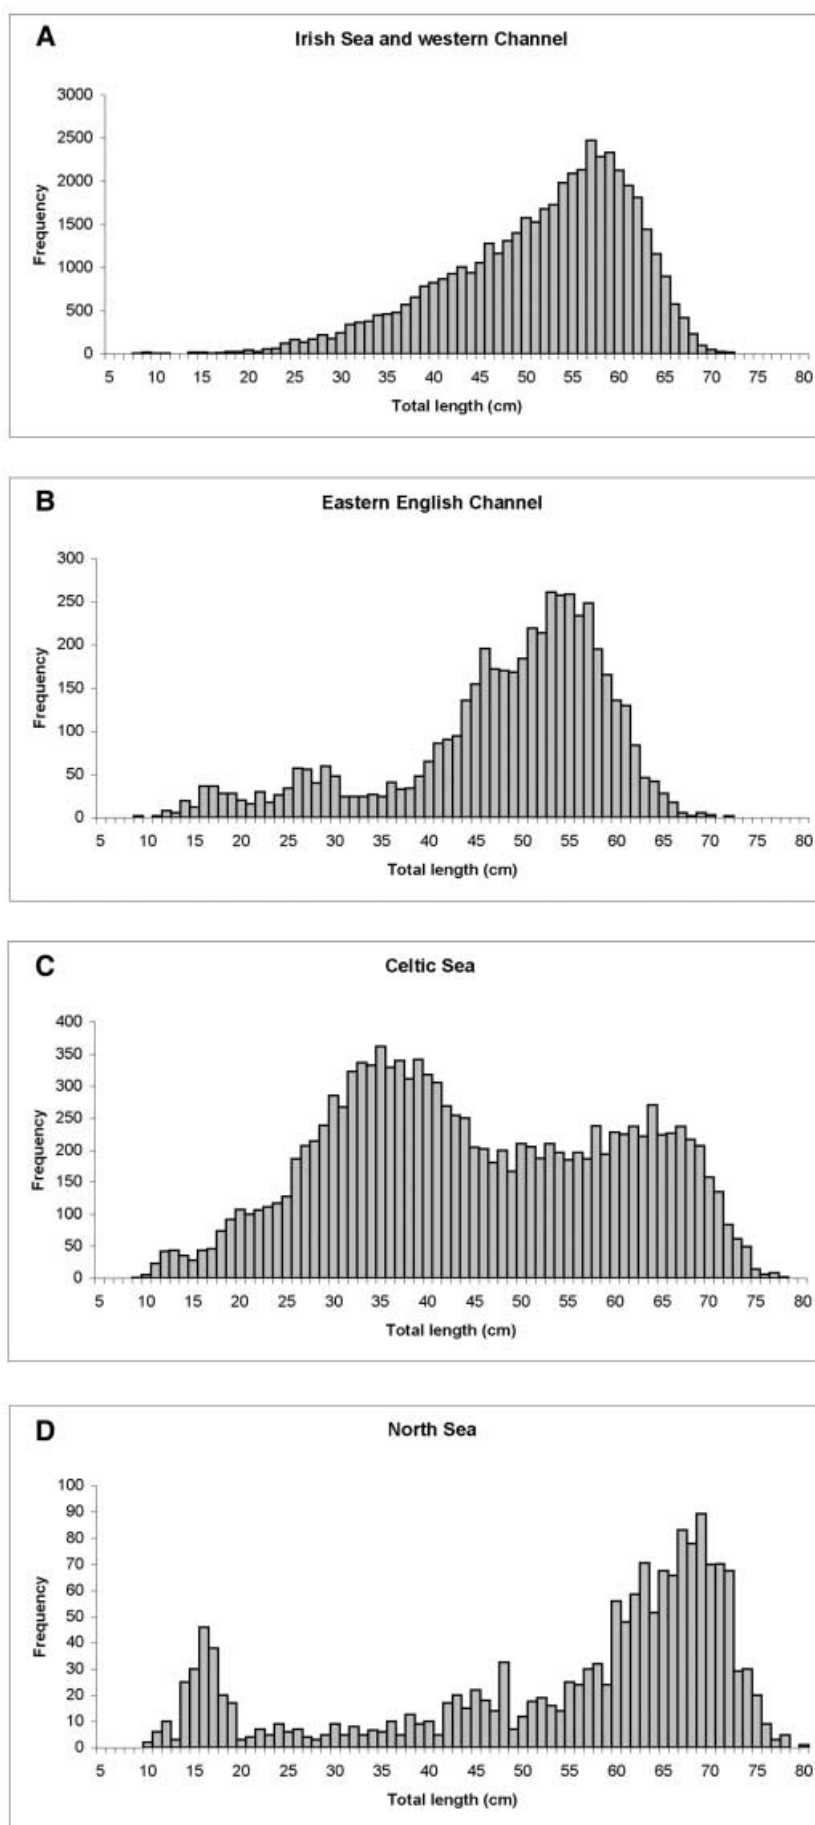 A
Irish Sea and western Channel
3000
2500
2000
1500
1000
500
0
Frequency
5 10 15 20 25 30 35 40 45 50 55 60 65 70 75 80
Total length (cm)
B
Eastern English Channel
300
250
200
150
100
50
0
Frequency
5 10 15 20 25 30 35 40 45 50 55 60 65 70 75 80
Total length (cm)
C
Celtic Sea
400
350
300
250
200
150
100
50
0
Frequency
5 10 15 20 25 30 35 40 45 50 55 60 65 70 75 80
Total length (cm)
D
North Sea
100
90
80
70
60
50
40
30
20
10
0
Frequency
5 10 15 20 25 30 35 40 45 50 55 60 65 70 75 80
Total length (cm)